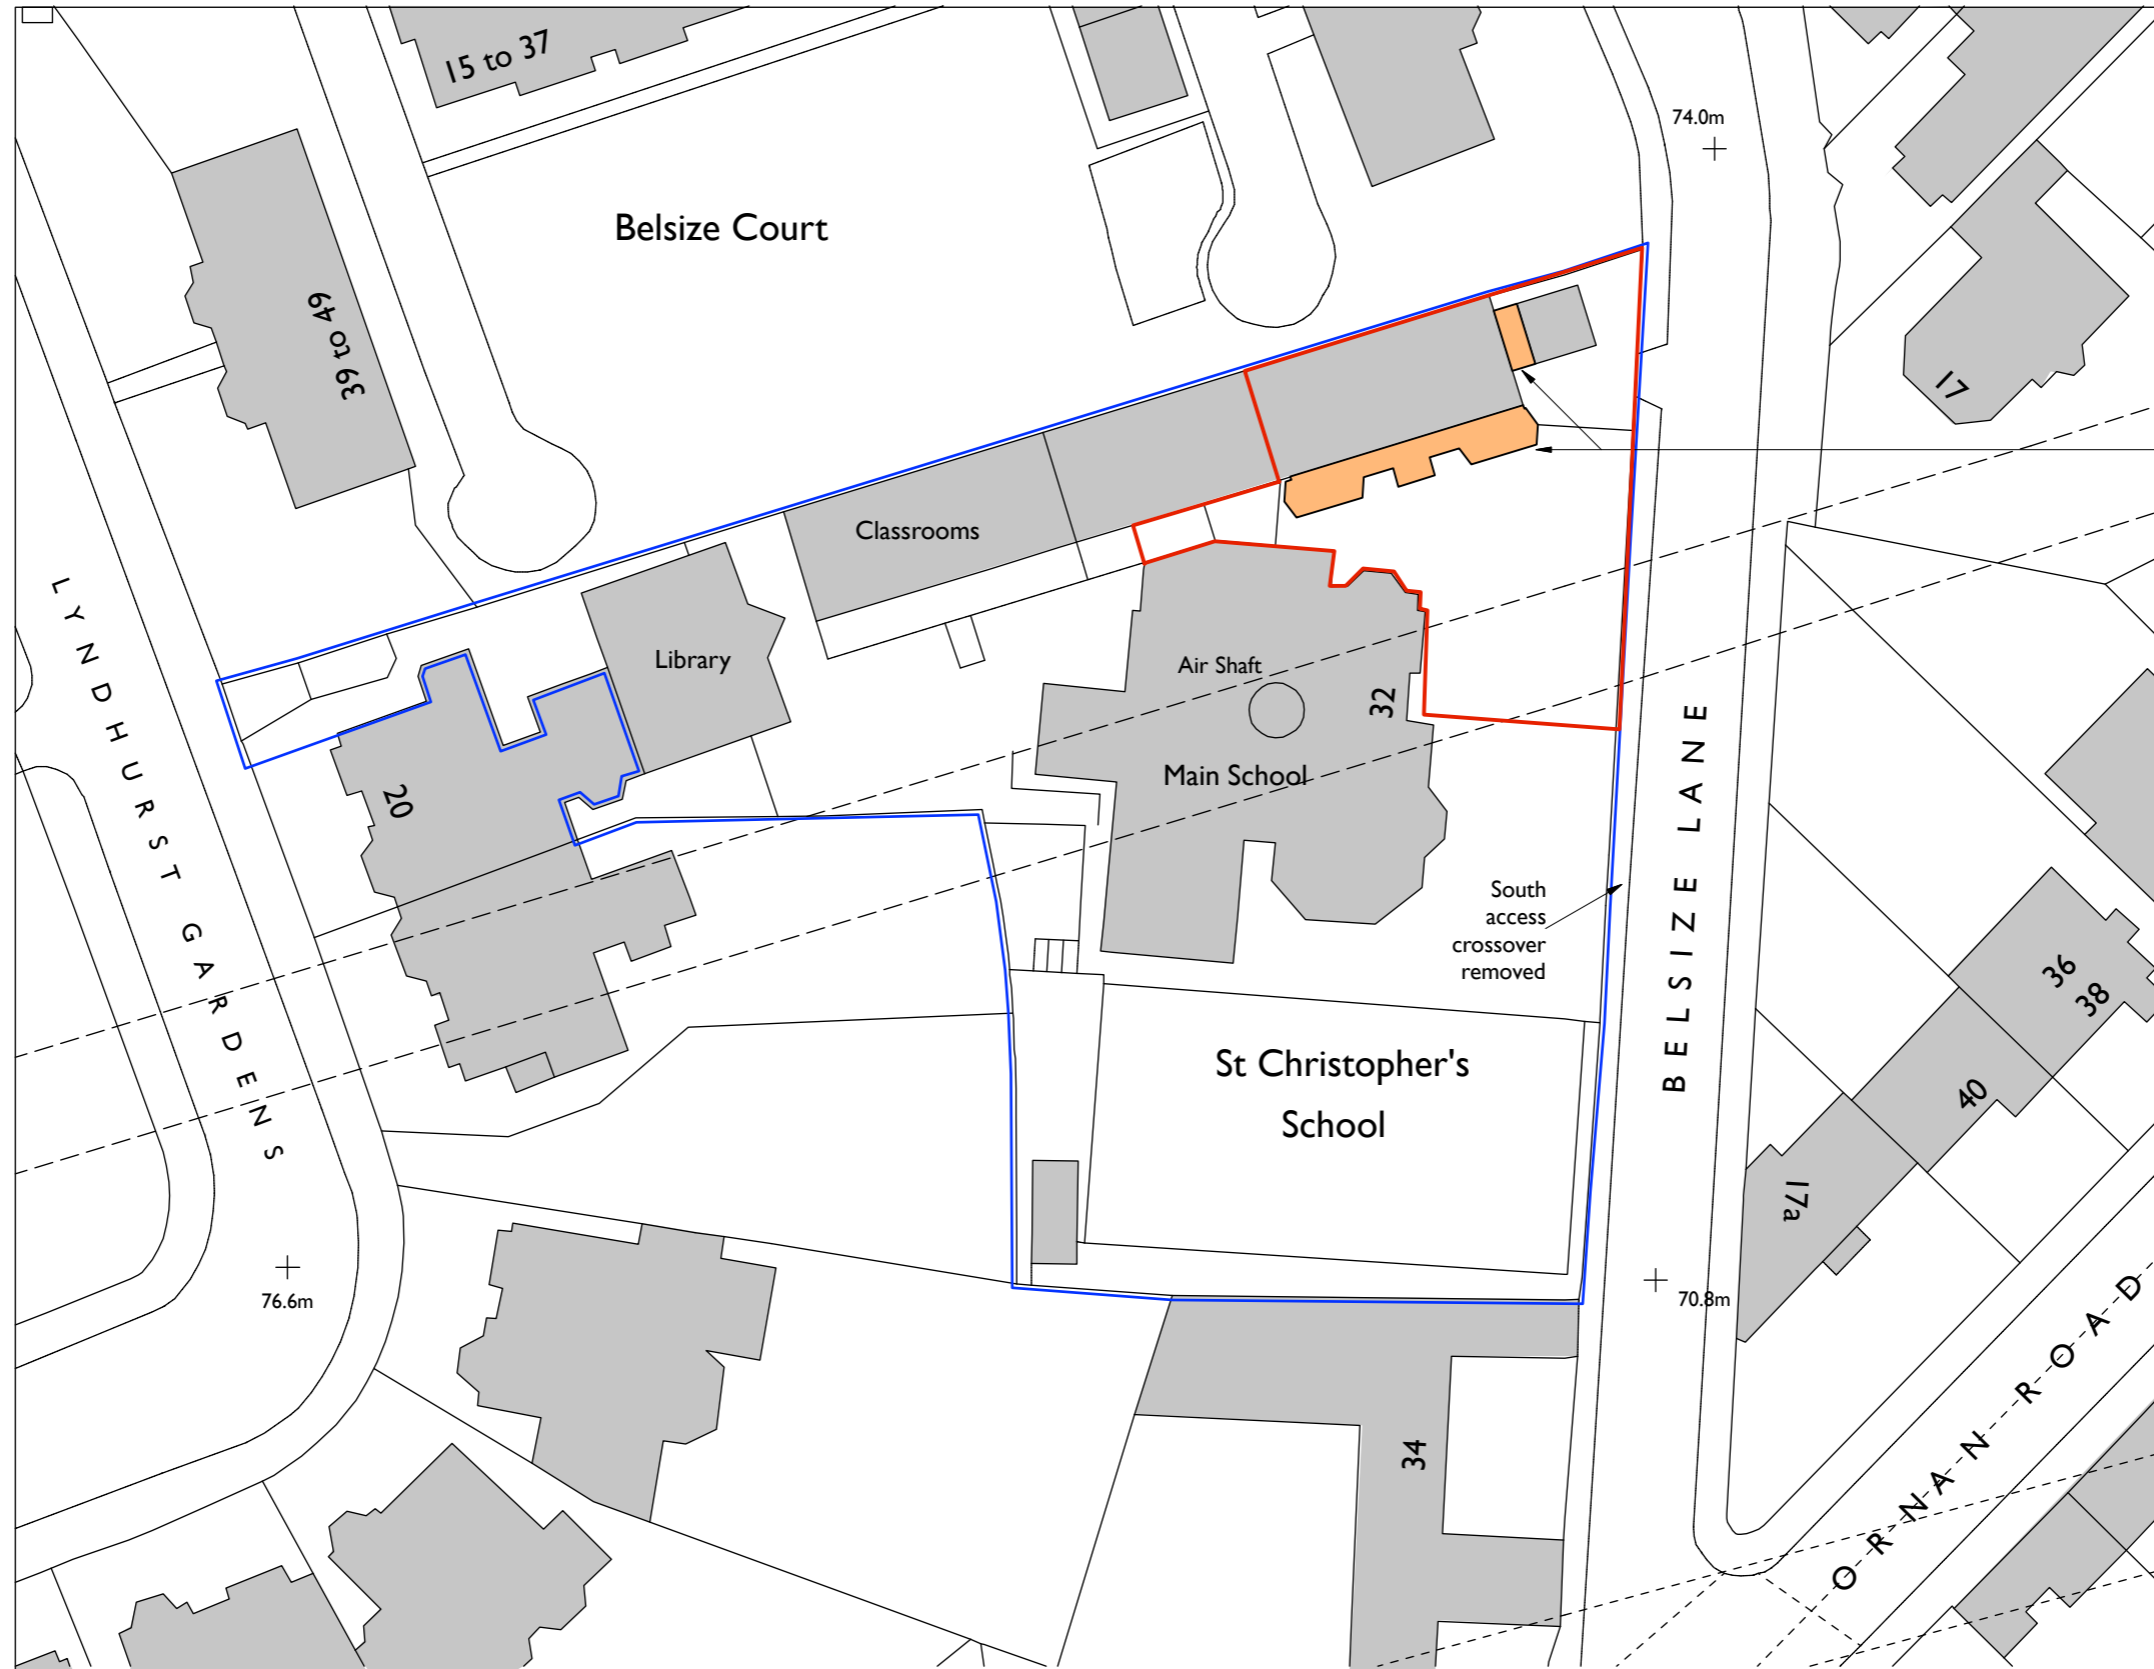 15 to 37
74.0m
Belsize Court
39 to 49
17
Classrooms
Library
Air Shaft
32
Main School
20
LYNDHURST GARDENS
BELSIZE LANE
South
access
crossover
removed
36
38
40
St Christopher's
School
17a
76.6m
70.8m
ORNAN ROAD
34